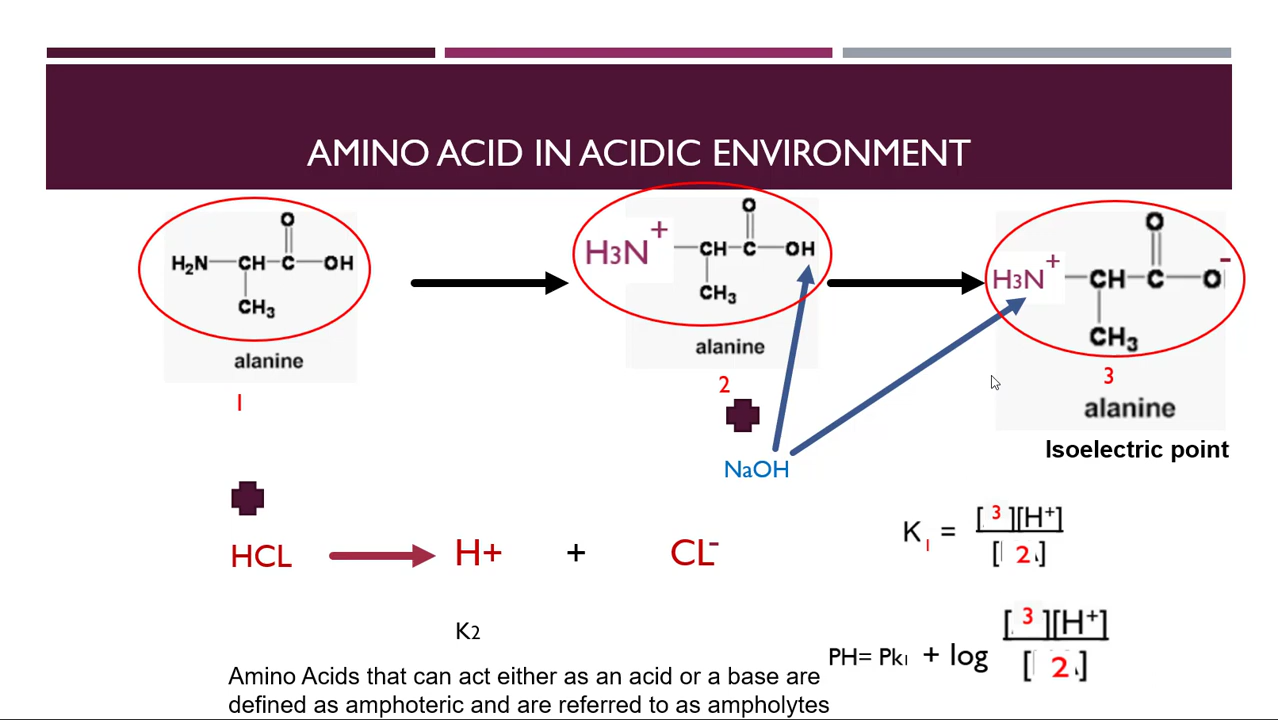 AMINO ACID IN ACIDIC ENVIRONMENT
O
H₂N CH C OH
CH₃
alanine
1
O
H3N+ CH C OH
CH₃
alanine
2
NaOH
O
H3N+ CH C O-
CH₃
3
alanine
Isoelectric point
HCL H+ + CL-
K2
K1 = [3][H+]
[2]
PH= Pk1 + log [3][H+]
[2]
Amino Acids that can act either as an acid or a base are
defined as amphoteric and are referred to as ampholytes